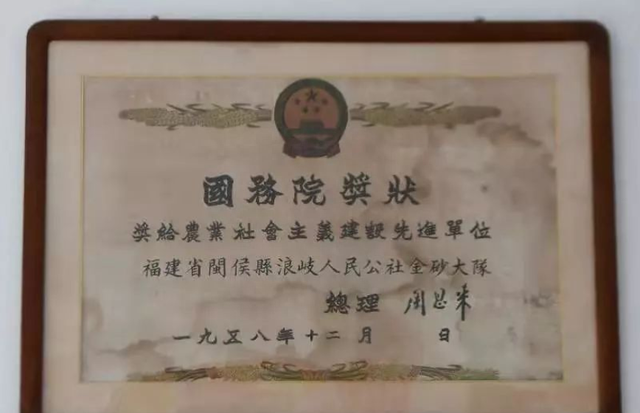 國務院獎狀
獎給農業社會主義建設先進單位
福建省閩侯縣浪岐人民公社金砂大隊
總理 周恩来
一九五八年十二月 日